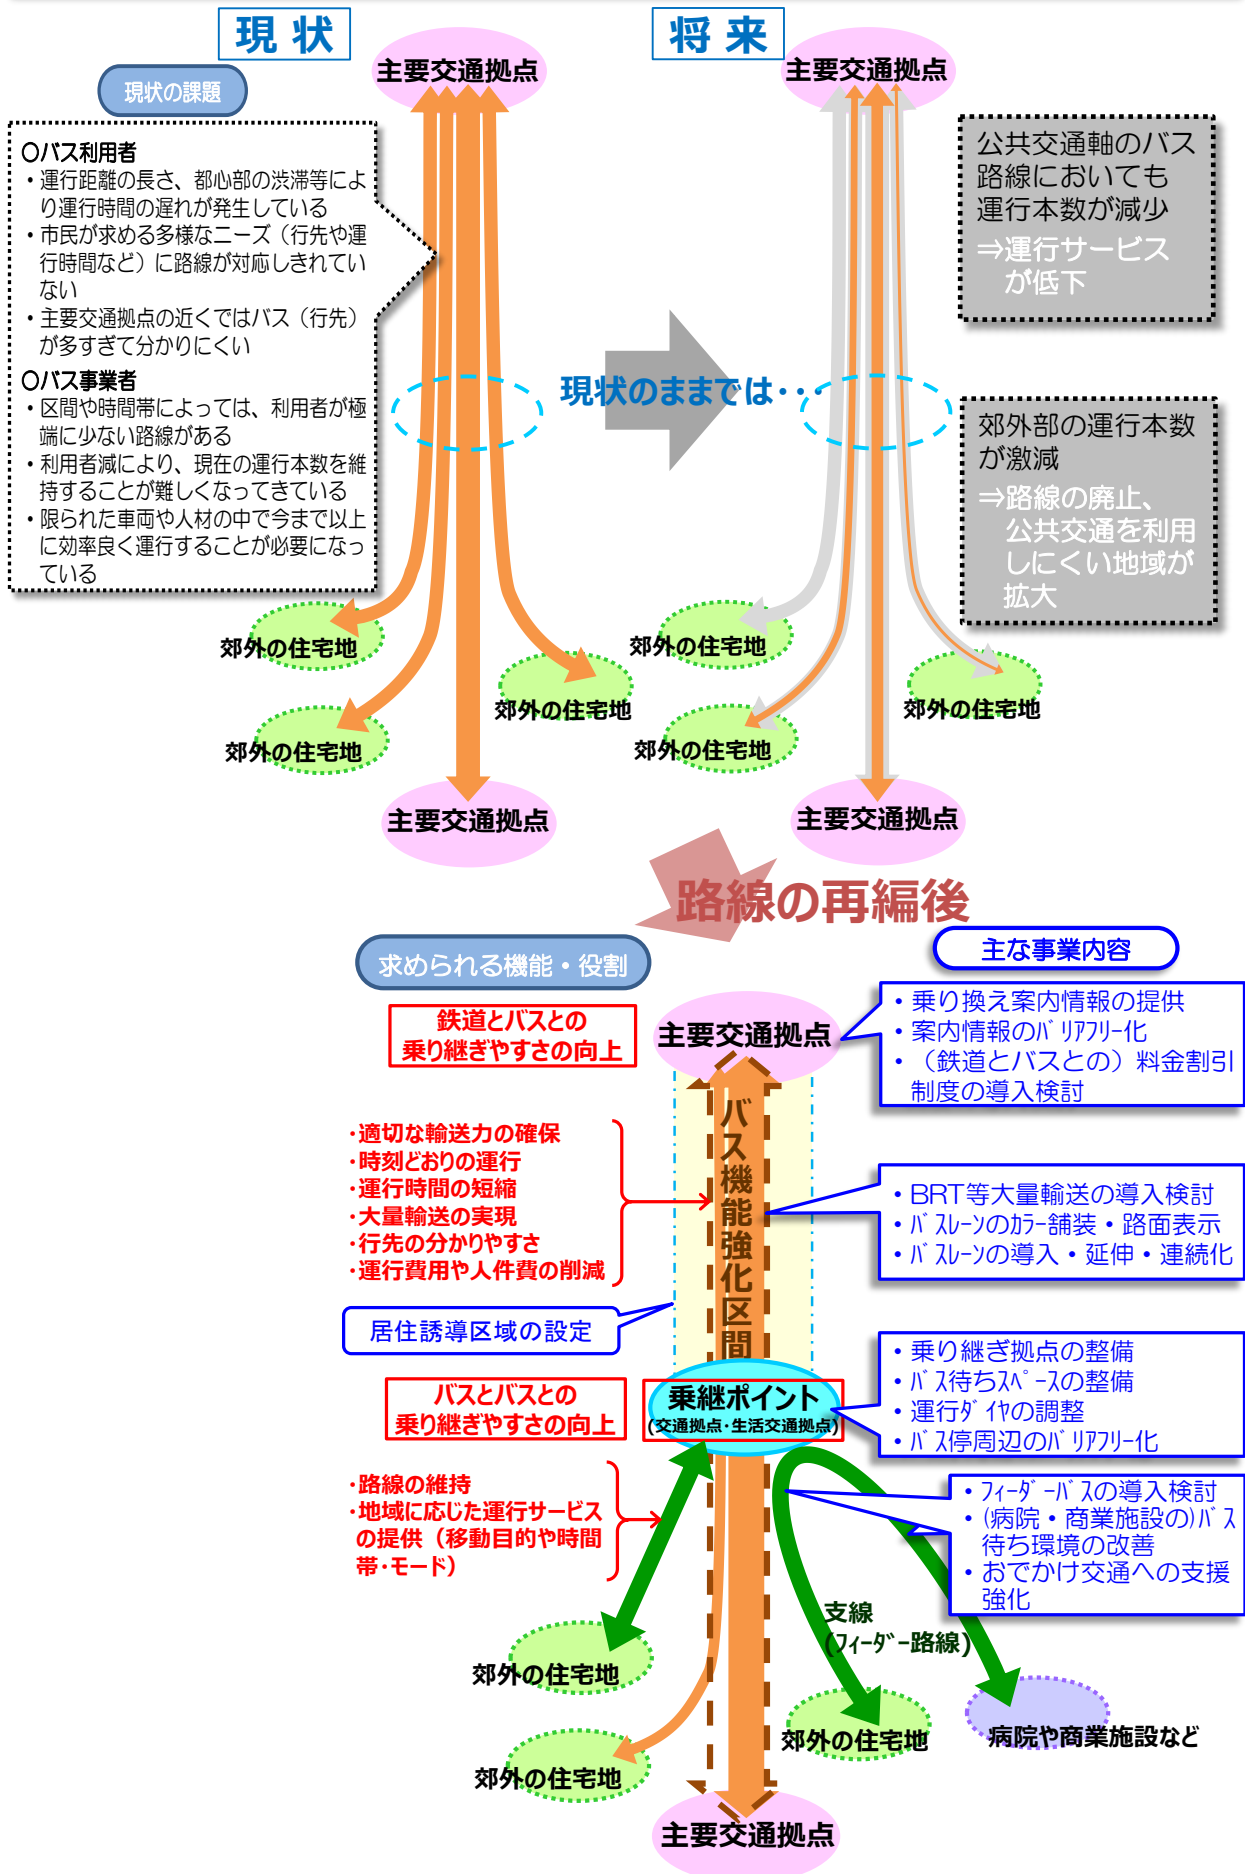 現状
主要交通拠点
現状の課題
〇バス利用者
・運行距離の長さ、都心部の渋滞等によ
り運行時間の遅れが発生している
・市民が求める多様なニーズ（行先や運
行時間など）に路線が対応しきれてい
ない
・主要交通拠点の近くではバス（行先）
が多すぎて分かりにくい
〇バス事業者
・区間や時間帯によっては、利用者が極
端に少ない路線がある
・利用者減により、現在の運行本数を維
持することが難しくなってきている
・限られた車両や人材の中で今まで以上
に効率良く運行することが必要になっ
ている
郊外の住宅地
郊外の住宅地
郊外の住宅地
主要交通拠点
現状のままでは・・・
将来
主要交通拠点
公共交通軸のバス
路線においても
運行本数が減少
⇒運行サービス
が低下
郊外部の運行本数
が激減
⇒路線の廃止、
公共交通を利用
しにくい地域が
拡大
郊外の住宅地
郊外の住宅地
郊外の住宅地
主要交通拠点
路線の再編後
求められる機能・役割
主な事業内容
鉄道とバスとの
乗り継ぎやすさの向上
主要交通拠点
・乗り換え案内情報の提供
・案内情報のﾊﾞﾘｱﾌﾘｰ化
・（鉄道とバスとの）料金割引
制度の導入検討
・適切な輸送力の確保
・時刻どおりの運行
・運行時間の短縮
・大量輸送の実現
・行先の分かりやすさ
・運行費用や人件費の削減
バス機能強化区間
・BRT等大量輸送の導入検討
・ﾊﾞｽﾚｰﾝのｶﾗｰ舗装・路面表示
・ﾊﾞｽﾚｰﾝの導入・延伸・連続化
居住誘導区域の設定
バスとバスとの
乗り継ぎやすさの向上
乗継ポイント
(交通拠点・生活交通拠点)
・乗り継ぎ拠点の整備
・ﾊﾞｽ待ちｽﾍﾟｰｽの整備
・運行ﾀﾞｲﾔの調整
・ﾊﾞｽ停周辺のﾊﾞﾘｱﾌﾘｰ化
・路線の維持
・地域に応じた運行サービス
の提供（移動目的や時間
帯・モード）
・ﾌｨｰﾀﾞｰﾊﾞｽの導入検討
・(病院・商業施設の)ﾊﾞｽ
待ち環境の改善
・おでかけ交通への支援
強化
支線
(ﾌｨｰﾀﾞｰ路線)
郊外の住宅地
郊外の住宅地
郊外の住宅地
病院や商業施設など
主要交通拠点